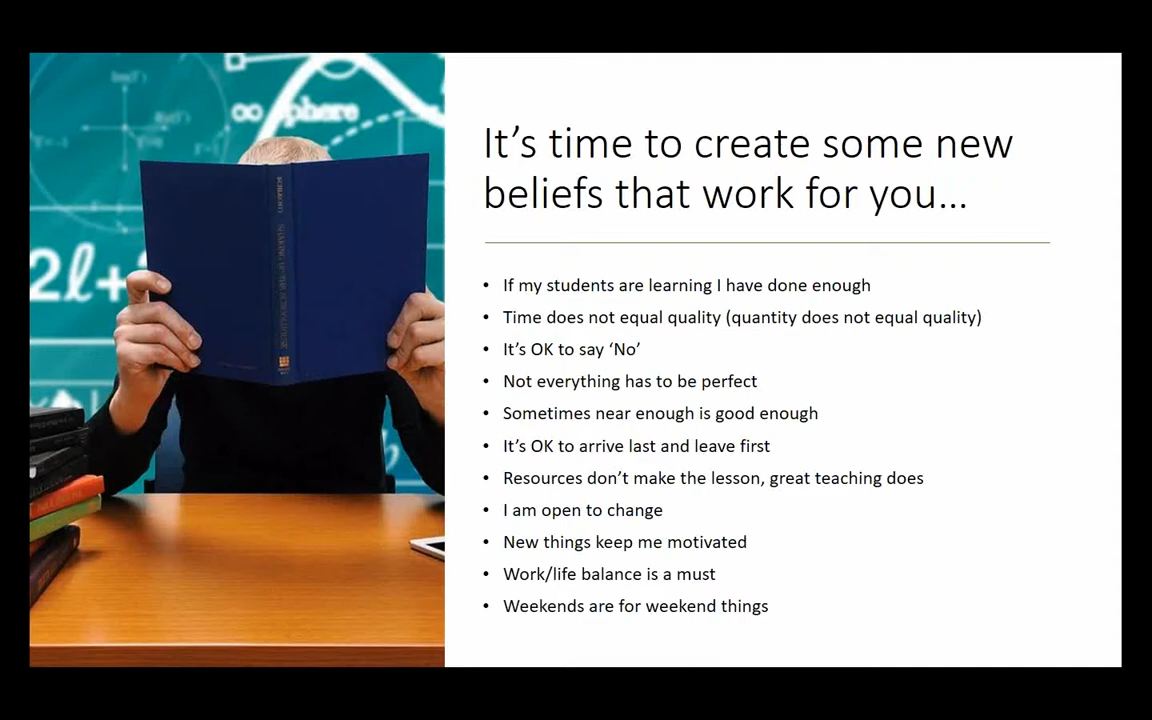 ∞ sphere
2l+
It’s time to create some new
beliefs that work for you…
• If my students are learning I have done enough
• Time does not equal quality (quantity does not equal quality)
• It’s OK to say ‘No’
• Not everything has to be perfect
• Sometimes near enough is good enough
• It’s OK to arrive last and leave first
• Resources don’t make the lesson, great teaching does
• I am open to change
• New things keep me motivated
• Work/life balance is a must
• Weekends are for weekend things